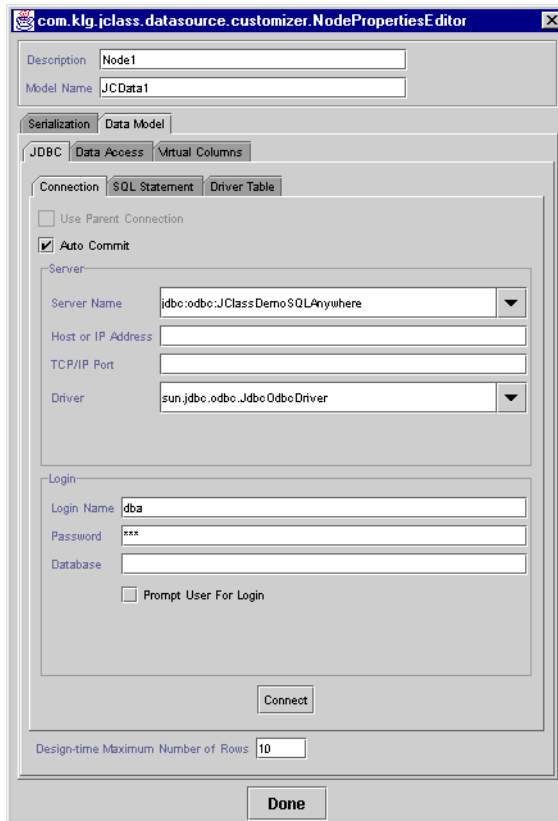 com.klg.jclass.datasource.customizer.NodePropertiesEditor
Description Node1
Model Name JCData1
Serialization Data Model
JDBC Data Access Virtual Columns
Connection SQL Statement Driver Table
Use Parent Connection
Auto Commit
Server
Server Name jdbc:odbc:JClassDemoSQLAnywhere
Host or IP Address
TCP/IP Port
Driver sun.jdbc.odbc.JdbcOdbcDriver
Login
Login Name dba
Password ***
Database
Prompt User For Login
Connect
Design-time Maximum Number of Rows 10
Done